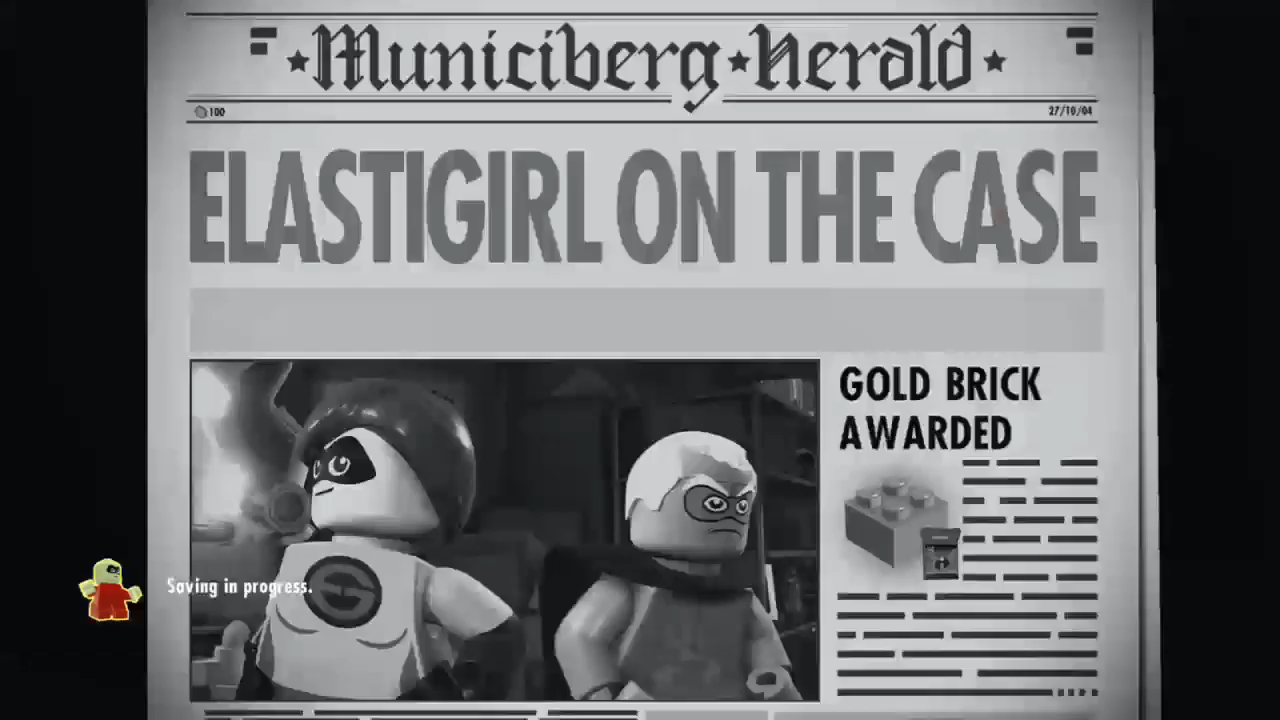 Municiberg Herald
100
27/10/04
ELASTIGIRL ON THE CASE
GOLD BRICK
AWARDED
Saving in progress.